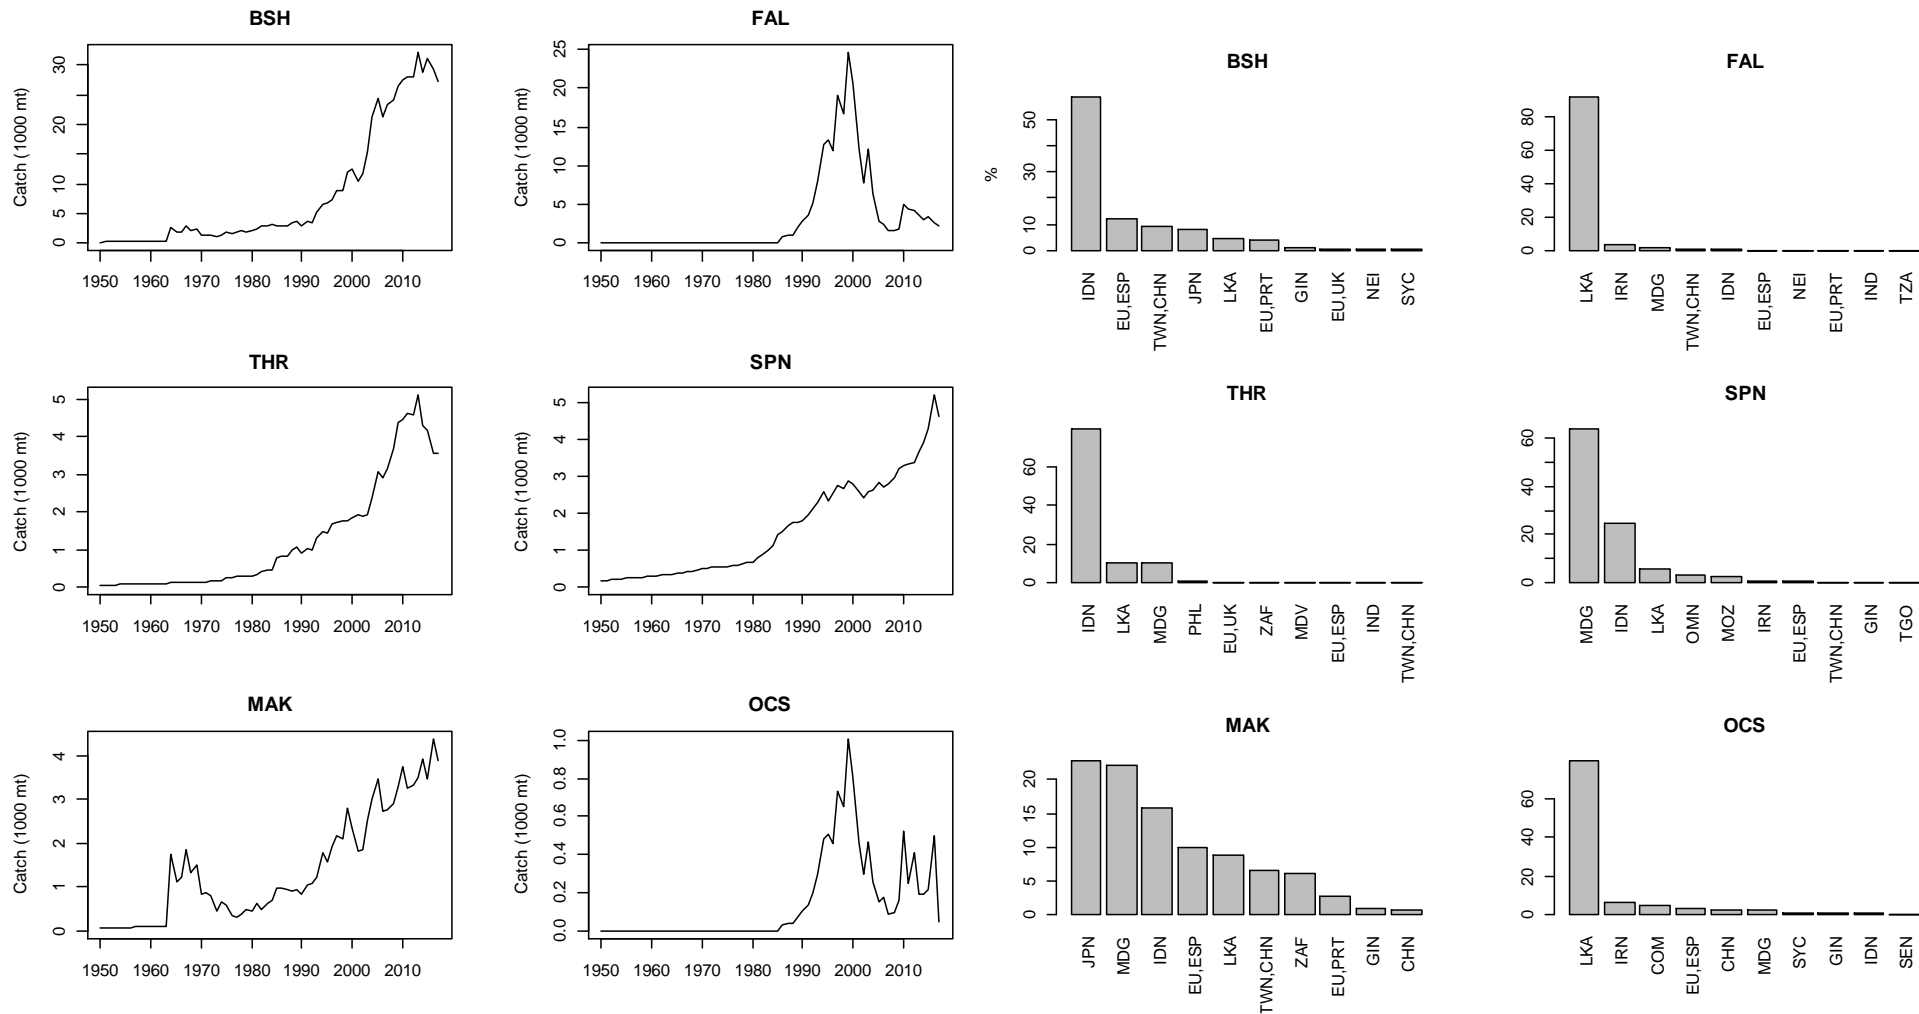 BSH
Catch (1000 mt)
0 5 10 20 30
1950 1960 1970 1980 1990 2000 2010
FAL
Catch (1000 mt)
0 5 10 15 20 25
1950 1960 1970 1980 1990 2000 2010
THR
Catch (1000 mt)
0 1 2 3 4 5
1950 1960 1970 1980 1990 2000 2010
SPN
Catch (1000 mt)
0 1 2 3 4 5
1950 1960 1970 1980 1990 2000 2010
MAK
Catch (1000 mt)
0 1 2 3 4
1950 1960 1970 1980 1990 2000 2010
OCS
Catch (1000 mt)
0.0 0.2 0.4 0.6 0.8 1.0
1950 1960 1970 1980 1990 2000 2010
BSH
%
0 10 30 50
IDN
EU,ESP
TWN,CHN
JPN
LKA
EU,PRT
GIN
EU,UK
NEI
SYC
FAL
0 20 40 60 80
LKA
IRN
MDG
TWN,CHN
IDN
EU,ESP
NEI
EU,PRT
IND
TZA
THR
0 20 40 60
IDN
LKA
MDG
PHL
EU,UK
ZAF
MDV
EU,ESP
IND
TWN,CHN
SPN
0 20 40 60
MDG
IDN
LKA
OMN
MOZ
IRN
EU,ESP
TWN,CHN
GIN
TGO
MAK
0 5 10 15 20
JPN
MDG
IDN
EU,ESP
LKA
TWN,CHN
ZAF
EU,PRT
GIN
CHN
OCS
0 20 40 60
LKA
IRN
COM
EU,ESP
CHN
MDG
SYC
GIN
IDN
SEN